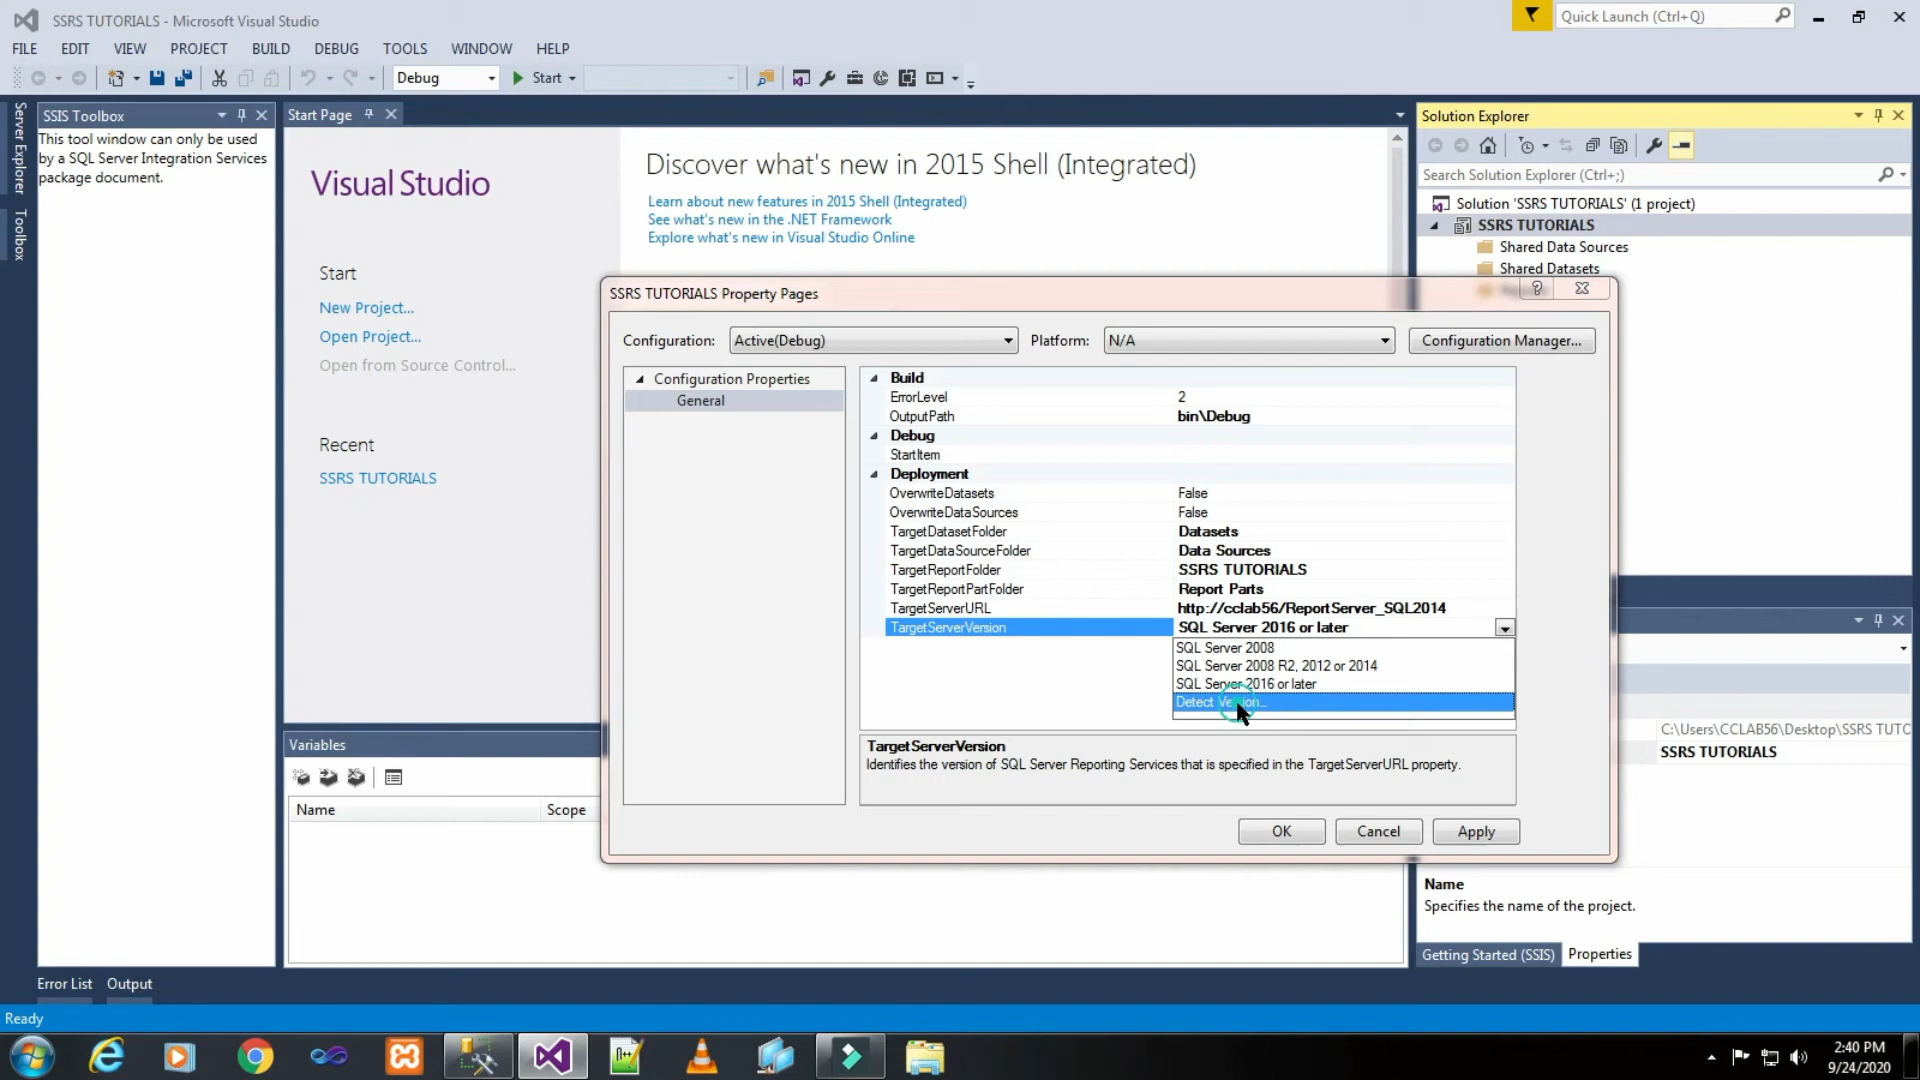 SSRS TUTORIALS - Microsoft Visual Studio
Quick Launch (Ctrl+Q)
FILE EDIT VIEW PROJECT BUILD DEBUG TOOLS WINDOW HELP
Debug Start
Server Explorer
Toolbox
SSIS Toolbox
This tool window can only be used
by a SQL Server Integration Services
package document.
Start Page
Visual Studio
Discover what's new in 2015 Shell (Integrated)
Learn about new features in 2015 Shell (Integrated)
See what's new in the .NET Framework
Explore what's new in Visual Studio Online
Start
New Project...
Open Project...
Open from Source Control...
Recent
SSRS TUTORIALS
Solution Explorer
Search Solution Explorer (Ctrl+;)
Solution 'SSRS TUTORIALS' (1 project)
SSRS TUTORIALS
Shared Data Sources
Shared Datasets
SSRS TUTORIALS Property Pages
Configuration: Active(Debug) Platform: N/A Configuration Manager...
Configuration Properties
General
Build
ErrorLevel 2
OutputPath bin\Debug
Debug
StartItem
Deployment
OverwriteDatasets False
OverwriteDataSources False
TargetDatasetFolder Datasets
TargetDataSourceFolder Data Sources
TargetReportFolder SSRS TUTORIALS
TargetReportPartFolder Report Parts
TargetServerURL http://cclab56/ReportServer_SQL2014
TargetServerVersion SQL Server 2016 or later
SQL Server 2008
SQL Server 2008 R2, 2012 or 2014
SQL Server 2016 or later
Detect Version...
TargetServerVersion
Identifies the version of SQL Server Reporting Services that is specified in the TargetServerURL property.
OK Cancel Apply
Variables
Name Scope
C:\Users\CCLAB56\Desktop\SSRS TUTC
SSRS TUTORIALS
Name
Specifies the name of the project.
Getting Started (SSIS) Properties
Error List Output
Ready
2:40 PM
9/24/2020